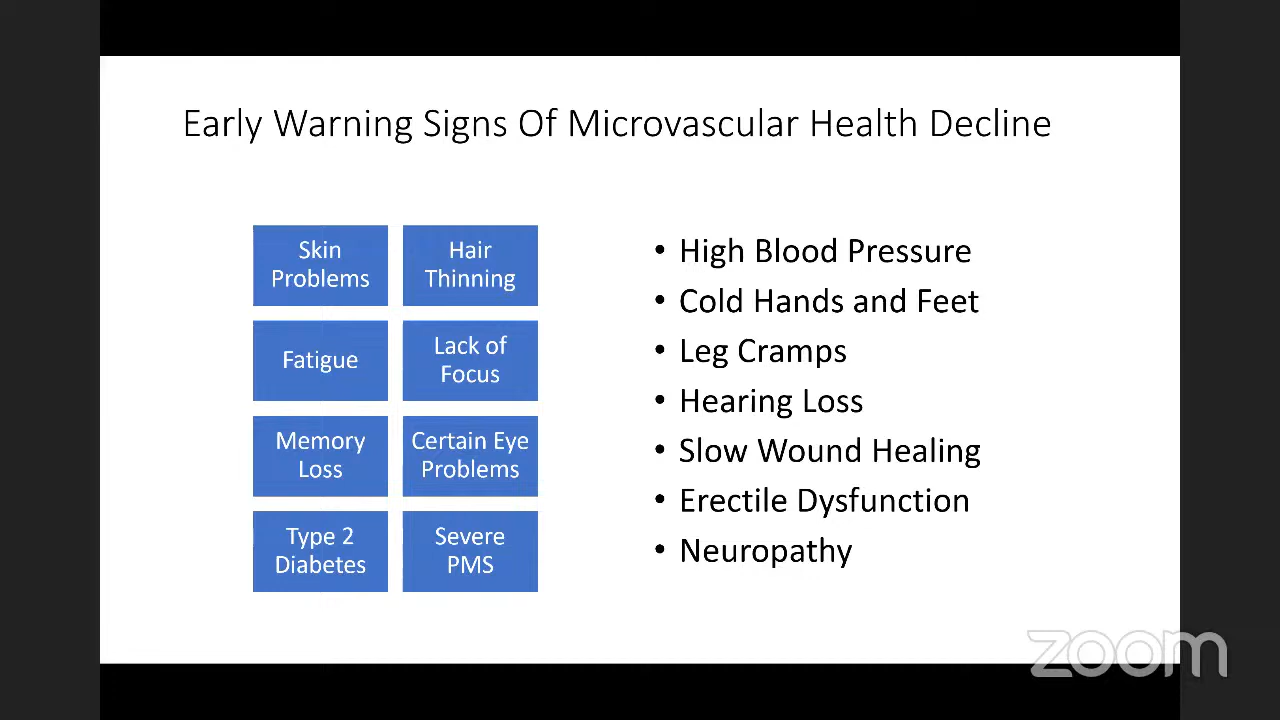 Early Warning Signs Of Microvascular Health Decline
Skin
Problems
Hair
Thinning
Fatigue
Lack of
Focus
Memory
Loss
Certain Eye
Problems
Type 2
Diabetes
Severe
PMS
• High Blood Pressure
• Cold Hands and Feet
• Leg Cramps
• Hearing Loss
• Slow Wound Healing
• Erectile Dysfunction
• Neuropathy
zoom